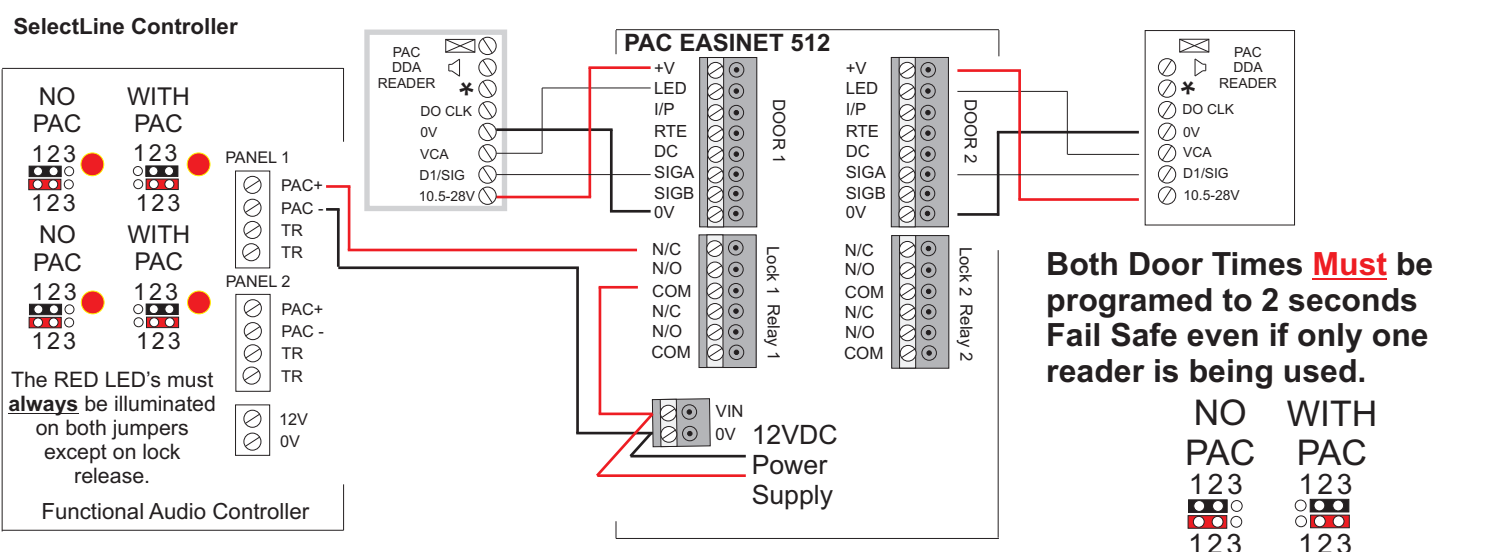 SelectLine Controller
NO PAC
123
123
WITH PAC
123
123
NO PAC
123
123
WITH PAC
123
123
The RED LED's must
always be illuminated
on both jumpers
except on lock
release.
Functional Audio Controller
PANEL 1
PAC+
PAC -
TR
TR
PANEL 2
PAC+
PAC -
TR
TR
12V
0V
PAC
DDA
READER
*
DO CLK
0V
VCA
D1/SIG
10.5-28V
PAC EASINET 512
+V
LED
I/P
RTE
DC
SIGA
SIGB
0V
DOOR 1
N/C
N/O
COM
N/C
N/O
COM
Lock 1 Relay 1
VIN
0V
12VDC
Power
Supply
+V
LED
I/P
RTE
DC
SIGA
SIGB
0V
DOOR 2
N/C
N/O
COM
N/C
N/O
COM
Lock 2 Relay 2
PAC
DDA
READER
*
DO CLK
0V
VCA
D1/SIG
10.5-28V
Both Door Times Must be
programed to 2 seconds
Fail Safe even if only one
reader is being used.
NO PAC
123
123
WITH PAC
123
123